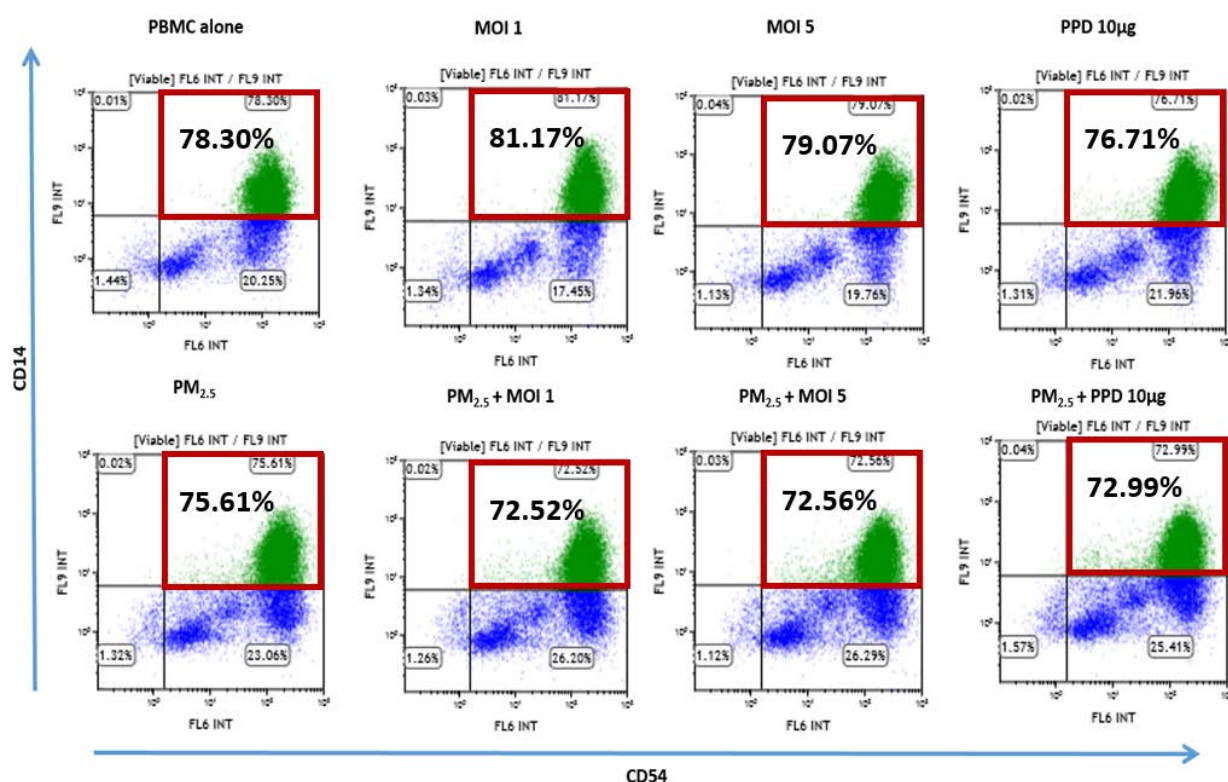 PBMC alone
MOI 1
MOI 5
PPD 10µg
[Viable] FL6 INT / FL9 INT
[Viable] FL6 INT / FL9 INT
[Viable] FL6 INT / FL9 INT
[Viable] FL6 INT / FL9 INT
0.01% 78.30%
0.03% 81.17%
0.04% 79.07%
0.02% 76.71%
78.30%
81.17%
79.07%
76.71%
FL9 INT
FL9 INT
FL9 INT
FL9 INT
1.44% 20.25%
1.34% 17.45%
1.13% 19.76%
1.31% 21.96%
FL6 INT
FL6 INT
FL6 INT
FL6 INT
CD14
PM2.5
PM2.5 + MOI 1
PM2.5 + MOI 5
PM2.5 + PPD 10µg
[Viable] FL6 INT / FL9 INT
[Viable] FL6 INT / FL9 INT
[Viable] FL6 INT / FL9 INT
[Viable] FL6 INT / FL9 INT
0.02% 75.61%
0.02% 72.52%
0.03% 72.56%
0.04% 72.99%
75.61%
72.52%
72.56%
72.99%
FL9 INT
FL9 INT
FL9 INT
FL9 INT
1.32% 23.06%
1.26% 26.20%
1.12% 26.29%
1.57% 25.41%
FL6 INT
FL6 INT
FL6 INT
FL6 INT
CD54